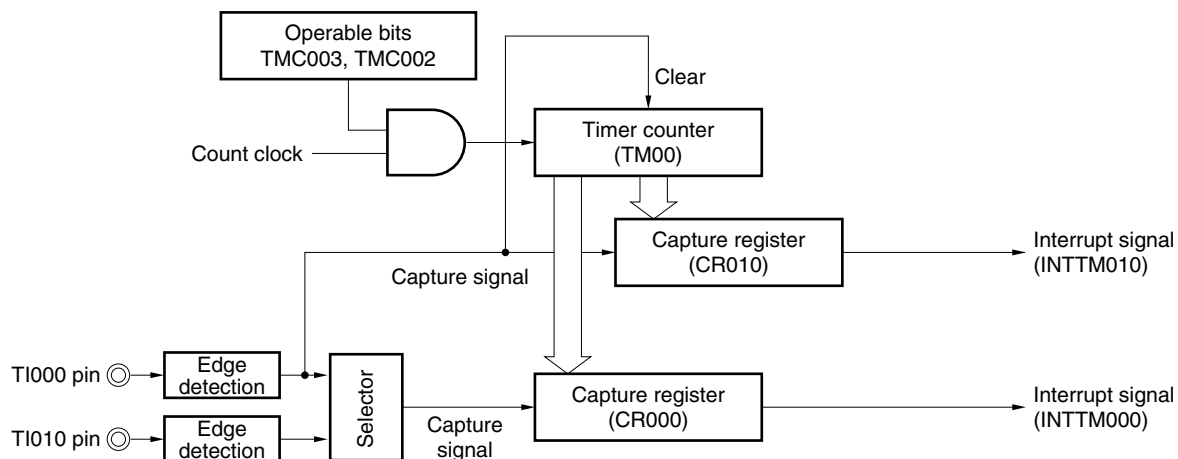 Operable bits
TMC003, TMC002
Clear
Timer counter
(TM00)
Count clock
Capture register
(CR010)
Interrupt signal
(INTTM010)
Capture signal
TI000 pin
Edge
detection
Selector
Capture register
(CR000)
Interrupt signal
(INTTM000)
TI010 pin
Edge
detection
Capture
signal